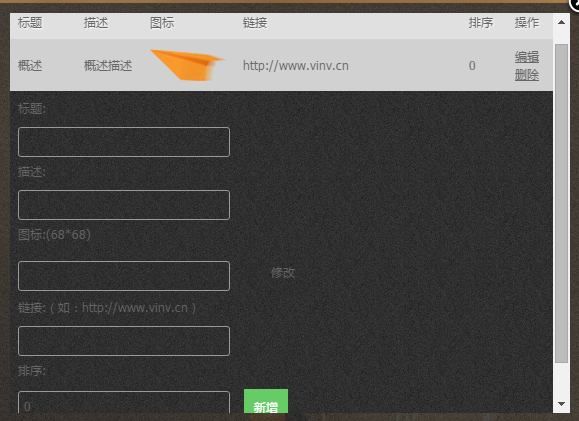 标题 描述 图标 链接 排序 操作
概述 概述描述 http://www.vinv.cn 0 编辑
删除
标题:
描述:
图标:(68*68)
修改
链接:(如：http://www.vinv.cn)
排序:
0 新增